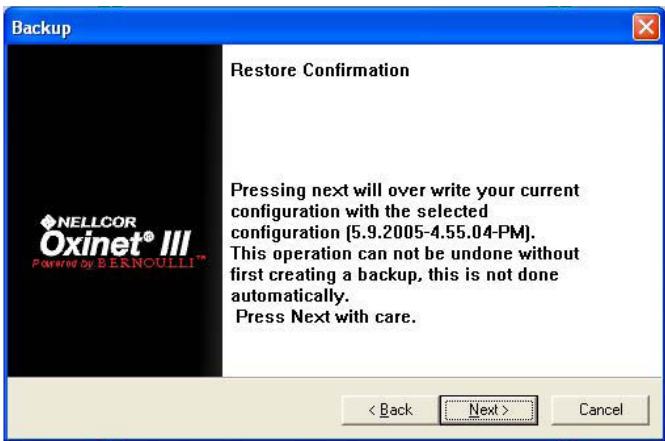 Backup
Restore Confirmation
Pressing next will over write your current
configuration with the selected
configuration (5.9.2005-4.55.04-PM).
This operation can not be undone without
first creating a backup, this is not done
automatically.
Press Next with care.
NELLCOR
Oxinet® III
Powered by BERNOULLI™
< Back
Next >
Cancel